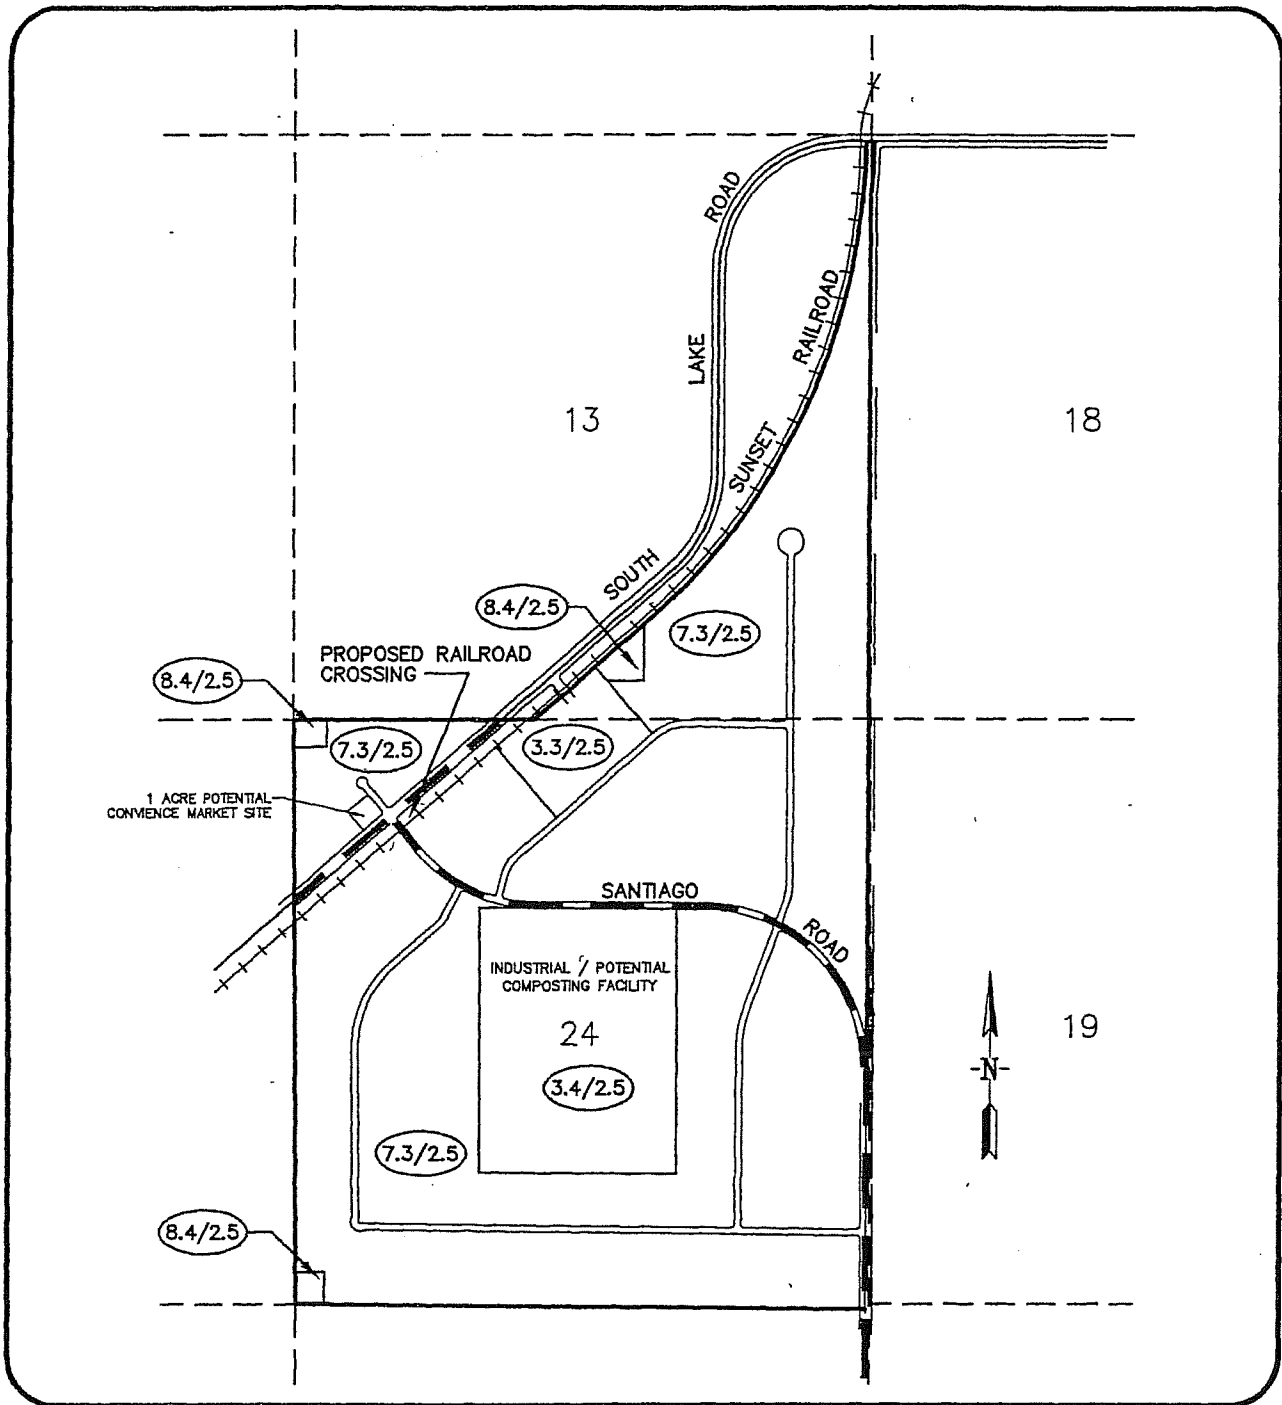 ROAD
LAKE
RAILROAD
13
18
SUNSET
SOUTH
8.4/2.5
7.3/2.5
PROPOSED RAILROAD
CROSSING
8.4/2.5
7.3/2.5
3.3/2.5
1 ACRE POTENTIAL
CONVIENCE MARKET SITE
SANTIAGO
ROAD
INDUSTRIAL / POTENTIAL
COMPOSTING FACILITY
24
19
3.4/2.5
-N-
7.3/2.5
8.4/2.5